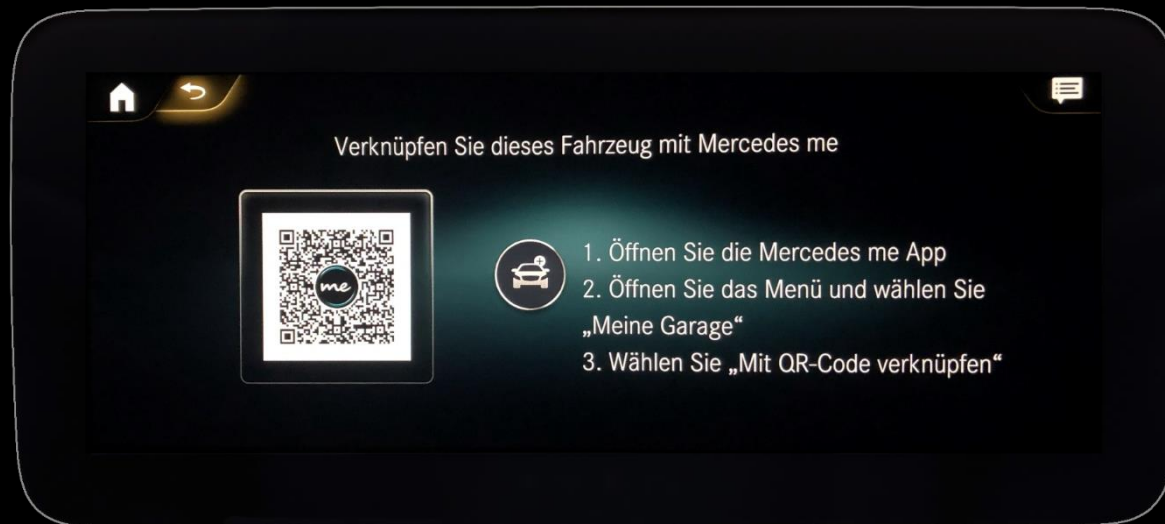 Verknüpfen Sie dieses Fahrzeug mit Mercedes me
me
1. Öffnen Sie die Mercedes me App
2. Öffnen Sie das Menü und wählen Sie
„Meine Garage“
3. Wählen Sie „Mit QR-Code verknüpfen“